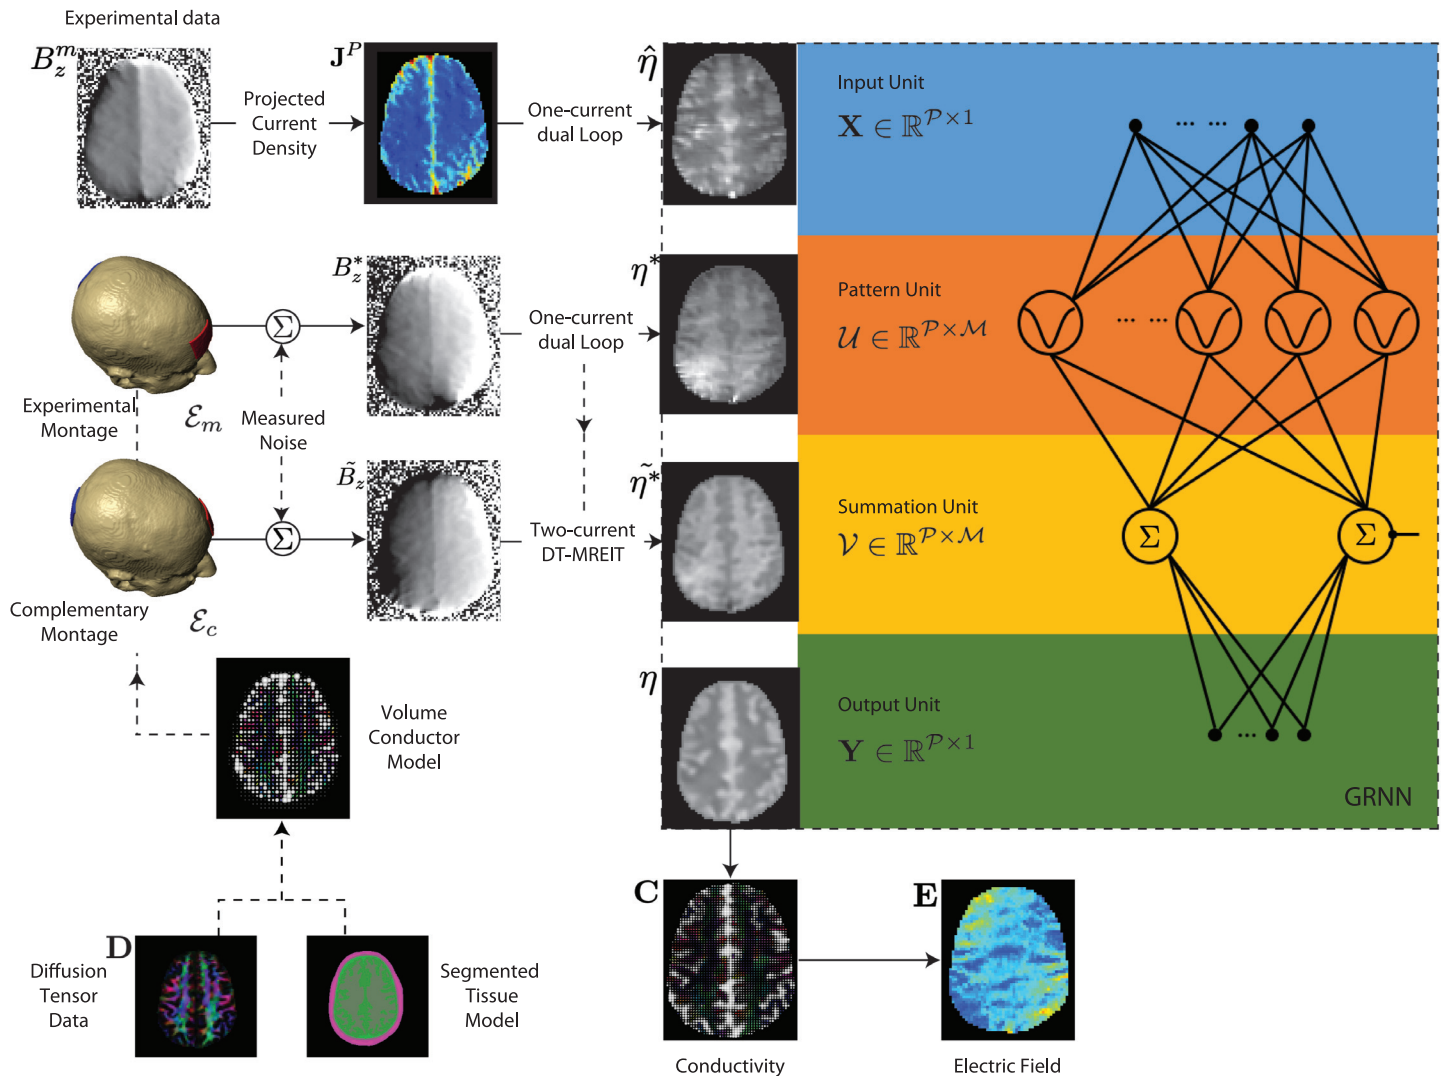 Experimental data
B_z^m
J^P
η̂
Projected
Current
Density
One-current
dual Loop
Input Unit
X ∈ ℝ^{𝒫×1}
··· ···
B_z^*
η^*
Σ
One-current
dual Loop
Pattern Unit
𝒰 ∈ ℝ^{𝒫×ℳ}
··· ···
Experimental
Montage
ℰ_m
Measured
Noise
B̃_z
η̃^*
Σ
Two-current
DT-MREIT
Summation Unit
𝒱 ∈ ℝ^{𝒫×ℳ}
Σ
Σ
Complementary
Montage
ℰ_c
η
Volume
Conductor
Model
Output Unit
Y ∈ ℝ^{𝒫×1}
···
GRNN
D
Diffusion
Tensor
Data
Segmented
Tissue
Model
C
E
Conductivity
Electric Field